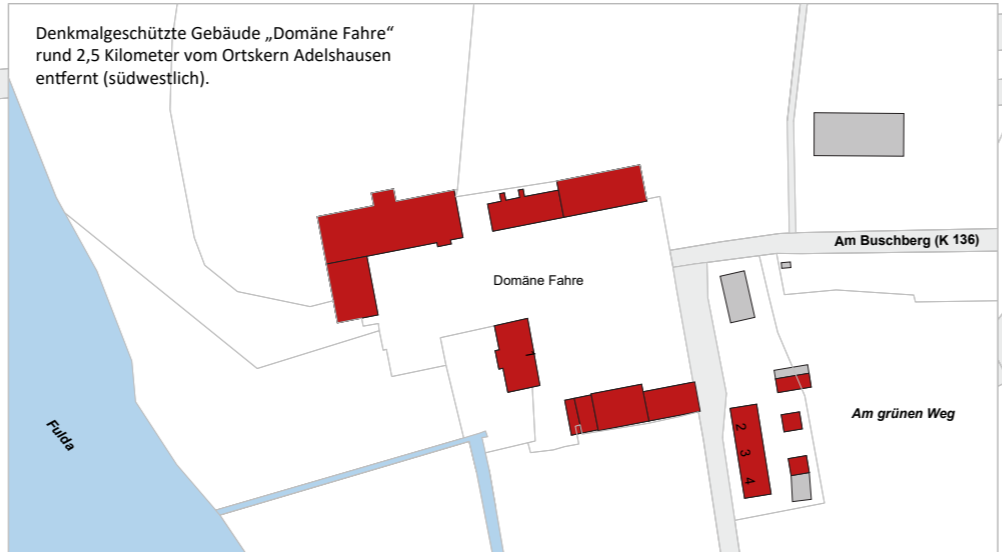 Denkmalgeschützte Gebäude „Domäne Fahre“
rund 2,5 Kilometer vom Ortskern Adelshausen
entfernt (südwestlich).
Am Buschberg (K 136)
Domäne Fahre
1
Am grünen Weg
2
3
4
Fulda